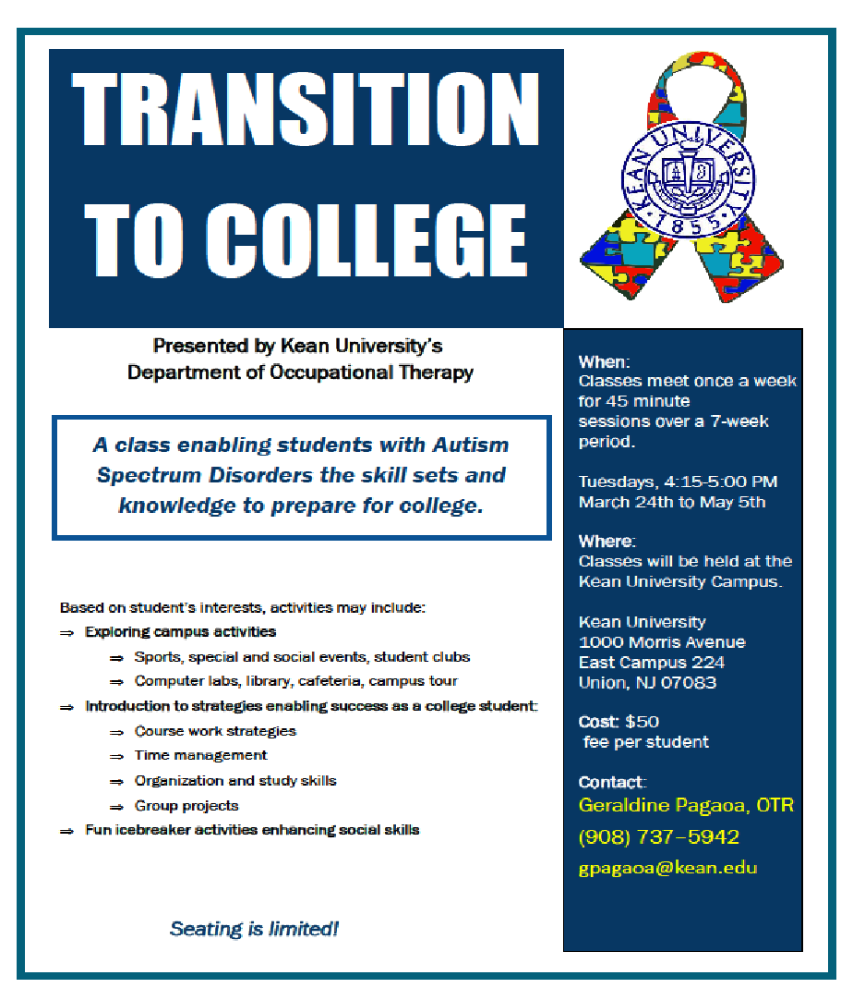 TRANSITION
TO COLLEGE
KEAN UNIVERSITY
· 1855 ·
Presented by Kean University's
Department of Occupational Therapy
A class enabling students with Autism
Spectrum Disorders the skill sets and
knowledge to prepare for college.
Based on student's interests, activities may include:
⇒ Exploring campus activities
⇒ Sports, special and social events, student clubs
⇒ Computer labs, library, cafeteria, campus tour
⇒ Introduction to strategies enabling success as a college student:
⇒ Course work strategies
⇒ Time management
⇒ Organization and study skills
⇒ Group projects
⇒ Fun icebreaker activities enhancing social skills
Seating is limited!
When:
Classes meet once a week
for 45 minute
sessions over a 7-week
period.
Tuesdays, 4:15-5:00 PM
March 24th to May 5th
Where:
Classes will be held at the
Kean University Campus.
Kean University
1000 Morris Avenue
East Campus 224
Union, NJ 07083
Cost: $50
fee per student
Contact:
Geraldine Pagaoa, OTR
(908) 737–5942
gpagaoa@kean.edu